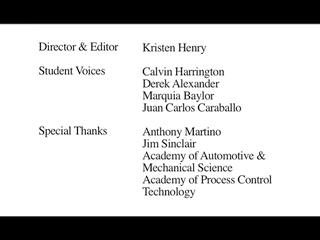 Director & Editor Kristen Henry
Student Voices Calvin Harrington
Derek Alexander
Marquia Baylor
Juan Carlos Caraballo
Special Thanks Anthony Martino
Jim Sinclair
Academy of Automotive &
Mechanical Science
Academy of Process Control
Technology